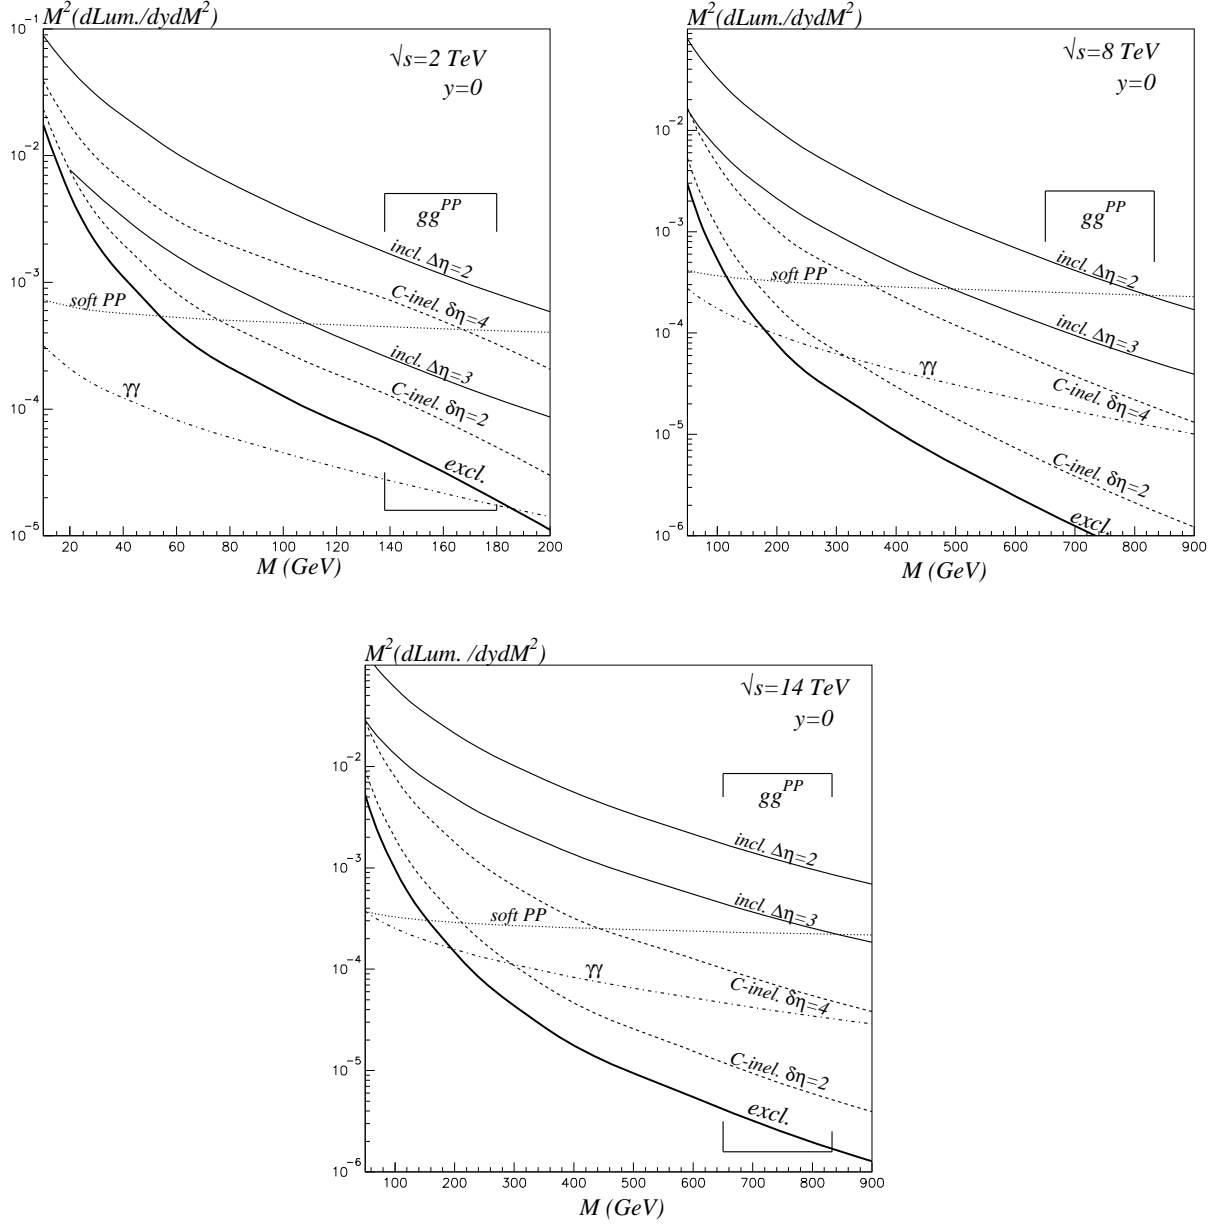 M²(dLum./dydM²)
√s=2 TeV
y=0
10⁻¹
10⁻²
10⁻³
10⁻⁴
10⁻⁵
gg^PP
incl. Δη=2
soft PP
C-inel. δη=4
incl. Δη=3
γγ
C-inel. δη=2
excl.
20 40 60 80 100 120 140 160 180 200
M (GeV)
M²(dLum./dydM²)
√s=8 TeV
y=0
10⁻²
10⁻³
10⁻⁴
10⁻⁵
10⁻⁶
gg^PP
incl. Δη=2
soft PP
incl. Δη=3
γγ
C-inel. δη=4
C-inel. δη=2
excl.
100 200 300 400 500 600 700 800 900
M (GeV)
M²(dLum. /dydM²)
√s=14 TeV
y=0
10⁻²
10⁻³
10⁻⁴
10⁻⁵
10⁻⁶
gg^PP
incl. Δη=2
incl. Δη=3
soft PP
γγ
C-inel. δη=4
C-inel. δη=2
excl.
100 200 300 400 500 600 700 800 900
M (GeV)